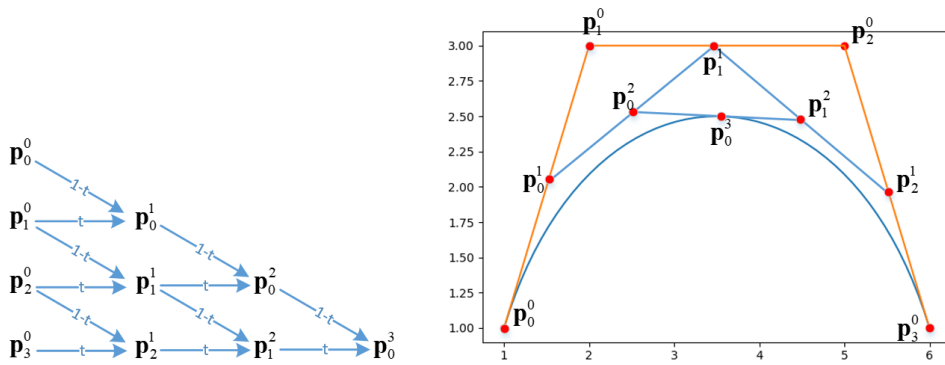 p_0^0
1-t
p_1^0 t p_0^1
1-t 1-t
p_2^0 t p_1^1 t p_0^2
1-t 1-t 1-t
p_3^0 t p_2^1 t p_1^2 t p_0^3
p_1^0 p_2^0
3.00
p_1^1
2.75
p_0^2 p_1^2
2.50
p_0^3
2.25
p_0^1 p_2^1
2.00
1.75
1.50
1.25
p_0^0 p_3^0
1.00
1 2 3 4 5 6